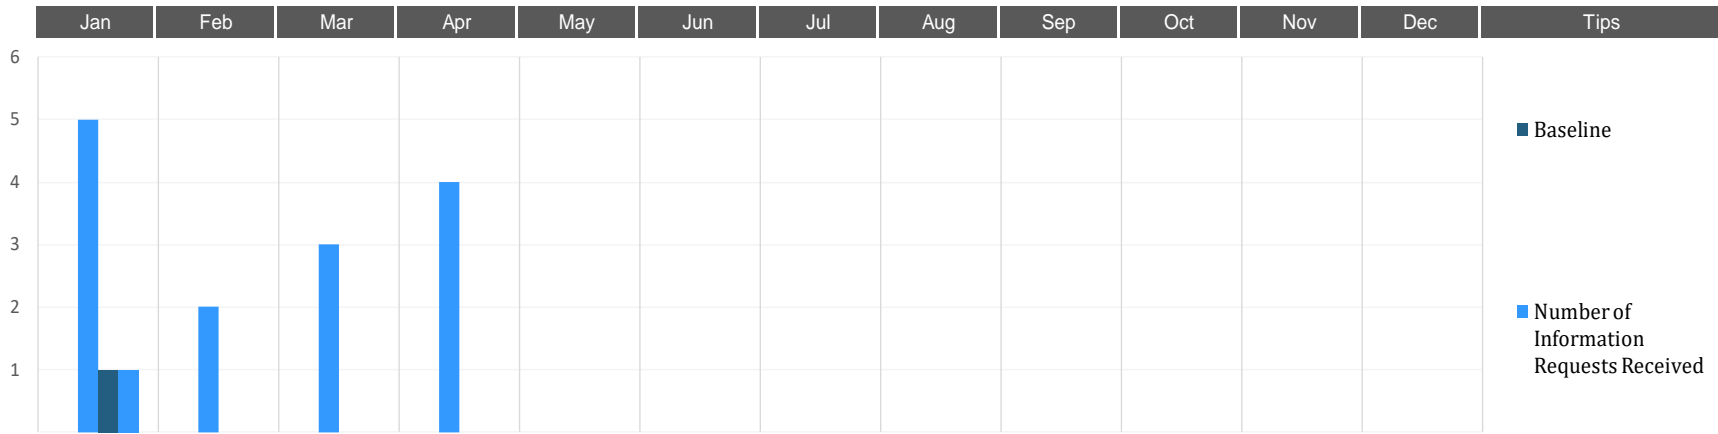 Jan Feb Mar Apr May Jun Jul Aug Sep Oct Nov Dec Tips
6
5
4
3
2
1
Baseline
Number of
Information
Requests Received